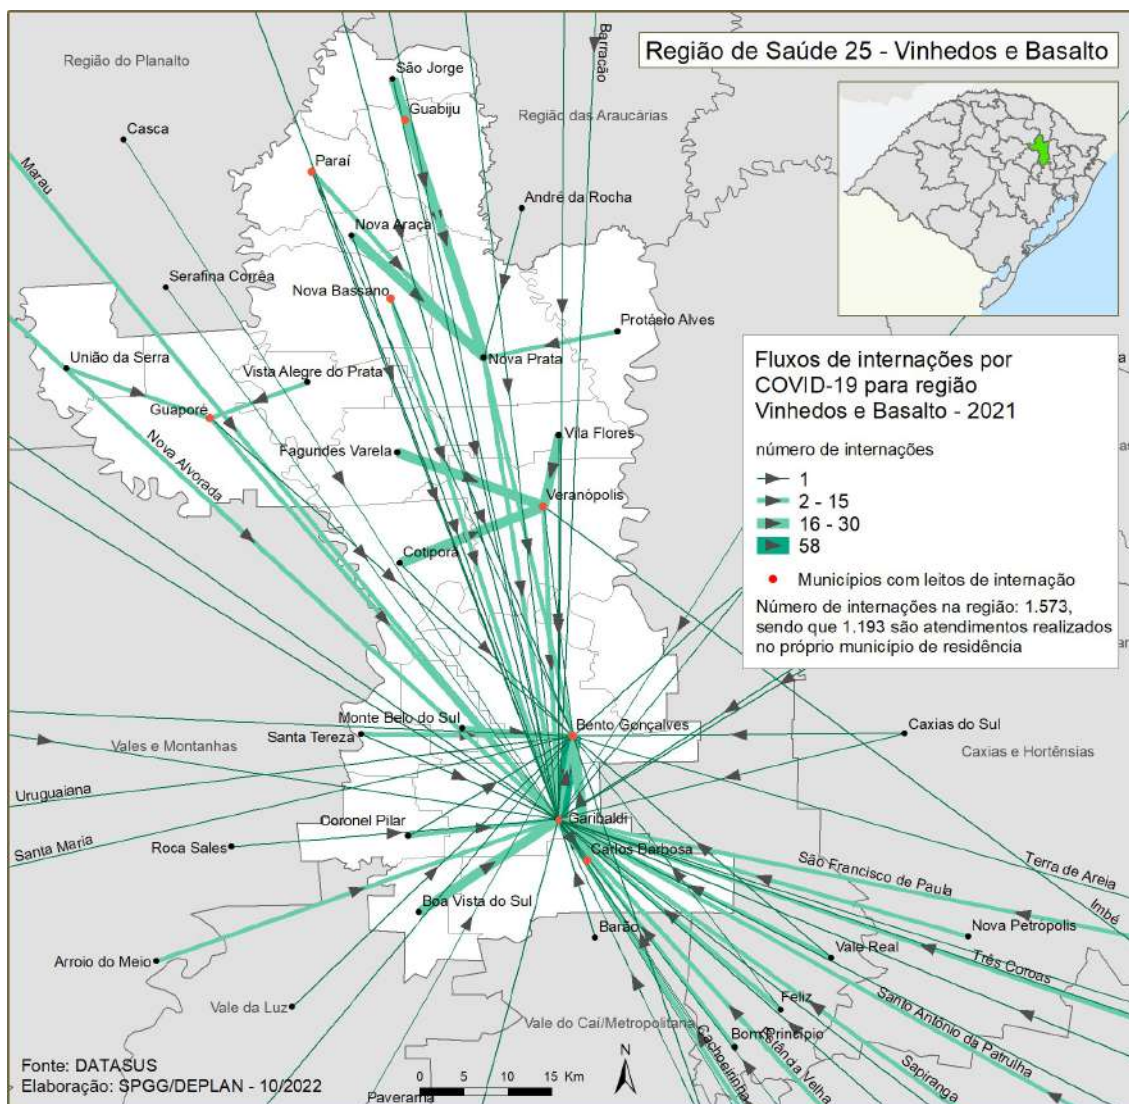 Região de Saúde 25 - Vinhedos e Basalto
Região do Planalto
São Jorge
Barracão
Guabiju
Região das Araucárias
Casca
Paraí
Marau
André da Rocha
Nova Araça
Serafina Corrêa
Nova Bassano
Protásio Alves
Nova Prata
União da Serra
Vista Alegre do Prata
Guaporé
Nova Alvorada
Fagundes Varela
Vila Flores
Veranópolis
Cotipora
Fluxos de internações por
COVID-19 para região
Vinhedos e Basalto - 2021
número de internações
1
2 - 15
16 - 30
58
Municípios com leitos de internação
Número de internações na região: 1.573,
sendo que 1.193 são atendimentos realizados
no próprio município de residência
Monte Belo do Sul
Bento Gonçalves
Santa Tereza
Caxias do Sul
Vales e Montanhas
Caxias e Hortênsias
Uruguaiana
Santa Maria
Coronel Pilar
Garibaldi
Roca Sales
Carlos Barbosa
São Francisco de Paula
Terra de Areia
Imbé
Boa Vista do Sul
Barão
Nova Petrópolis
Vale Real
Três Coroas
Arroio do Meio
Vale da Luz
Feliz
Santo Antônio da Patrulha
Vale do Caí/Metropolitana
Bom Princípio
Estância Velha
Cachoeirinha
Sapiranga
Fonte: DATASUS
Elaboração: SPGG/DEPLAN - 10/2022
Paverama
0 5 10 15 Km
N